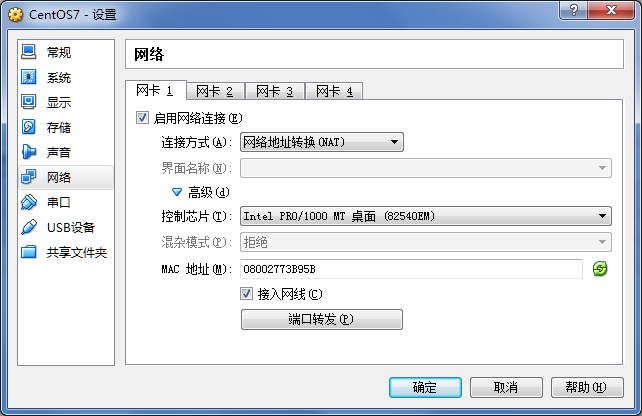 CentOS7 - 设置
常规
系统
显示
存储
声音
网络
串口
USB设备
共享文件夹
网络
网卡 1 网卡 2 网卡 3 网卡 4
启用网络连接(E)
连接方式(A): 网络地址转换(NAT)
界面名称(N):
高级(d)
控制芯片(T): Intel PRO/1000 MT 桌面 (82540EM)
混杂模式(P): 拒绝
MAC 地址(M): 08002773B95B
接入网线(C)
端口转发(P)
确定 取消 帮助(H)